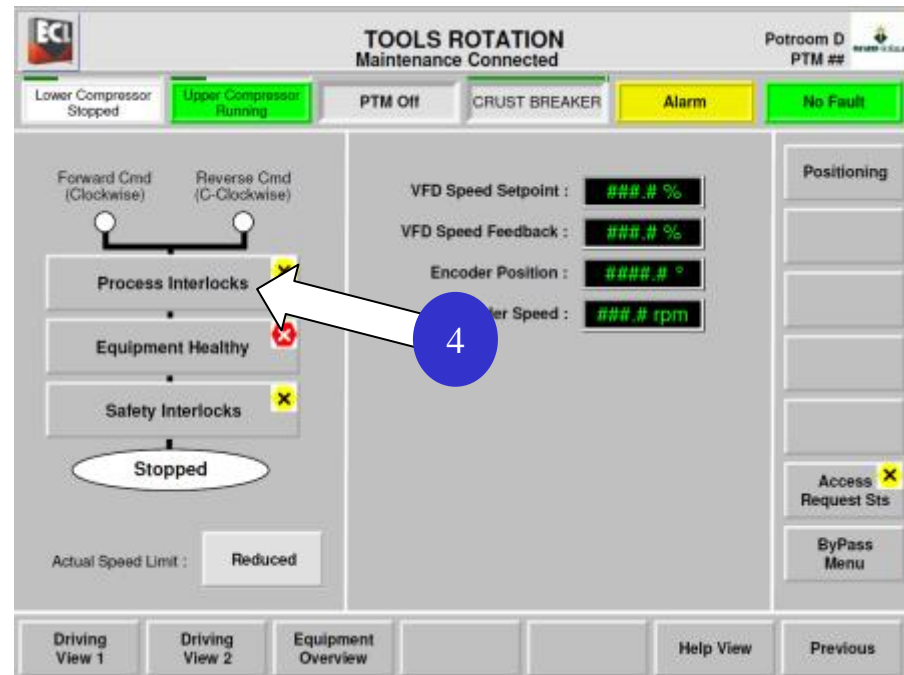 ECL
TOOLS ROTATION
Maintenance Connected
Potroom D
PTM ##
Lower Compressor
Stopped
Upper Compressor
Running
PTM Off
CRUST BREAKER
Alarm
No Fault
Forward Cmd
(Clockwise)
Reverse Cmd
(C-Clockwise)
Process Interlocks
Equipment Healthy
Safety Interlocks
Stopped
Actual Speed Limit :
Reduced
VFD Speed Setpoint :
###.# %
VFD Speed Feedback :
###.# %
Encoder Position :
####.# °
Speed :
###.# rpm
4
Positioning
Access
Request Sts
ByPass
Menu
Driving
View 1
Driving
View 2
Equipment
Overview
Help View
Previous